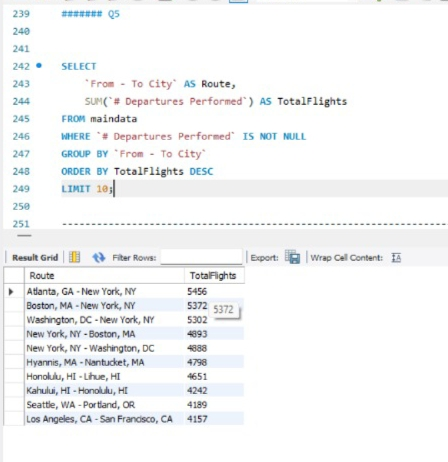 239 ####### Q5
240
241
242 SELECT
243 `From - To City` AS Route,
244 SUM(`# Departures Performed`) AS TotalFlights
245 FROM maindata
246 WHERE `# Departures Performed` IS NOT NULL
247 GROUP BY `From - To City`
248 ORDER BY TotalFlights DESC
249 LIMIT 10;
250
251 ----------------------------------------------------------------
Result Grid Filter Rows: Export: Wrap Cell Content: IA
Route TotalFlights
Atlanta, GA - New York, NY 5456
Boston, MA - New York, NY 5372 5372
Washington, DC - New York, NY 5302
New York, NY - Boston, MA 4893
New York, NY - Washington, DC 4888
Hyannis, MA - Nantucket, MA 4798
Honolulu, HI - Lihue, HI 4651
Kahului, HI - Honolulu, HI 4242
Seattle, WA - Portland, OR 4189
Los Angeles, CA - San Francisco, CA 4157